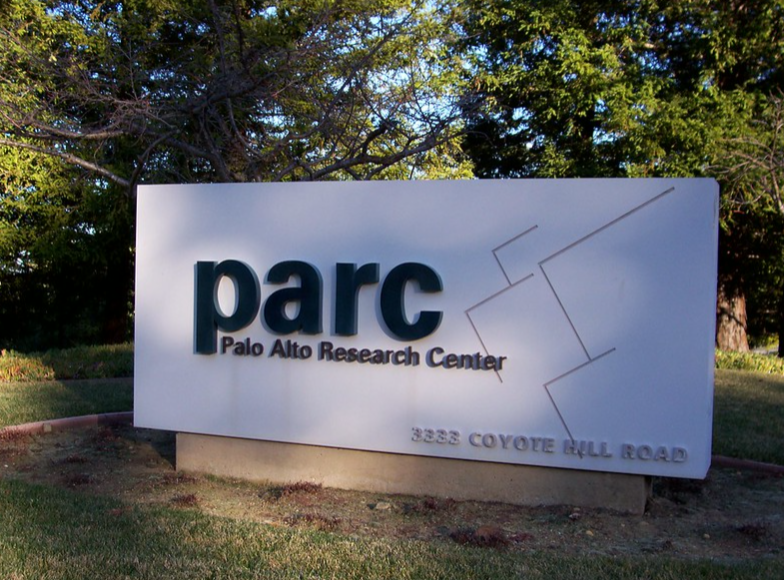 parc
Palo Alto Research Center
3333 COYOTE HILL ROAD